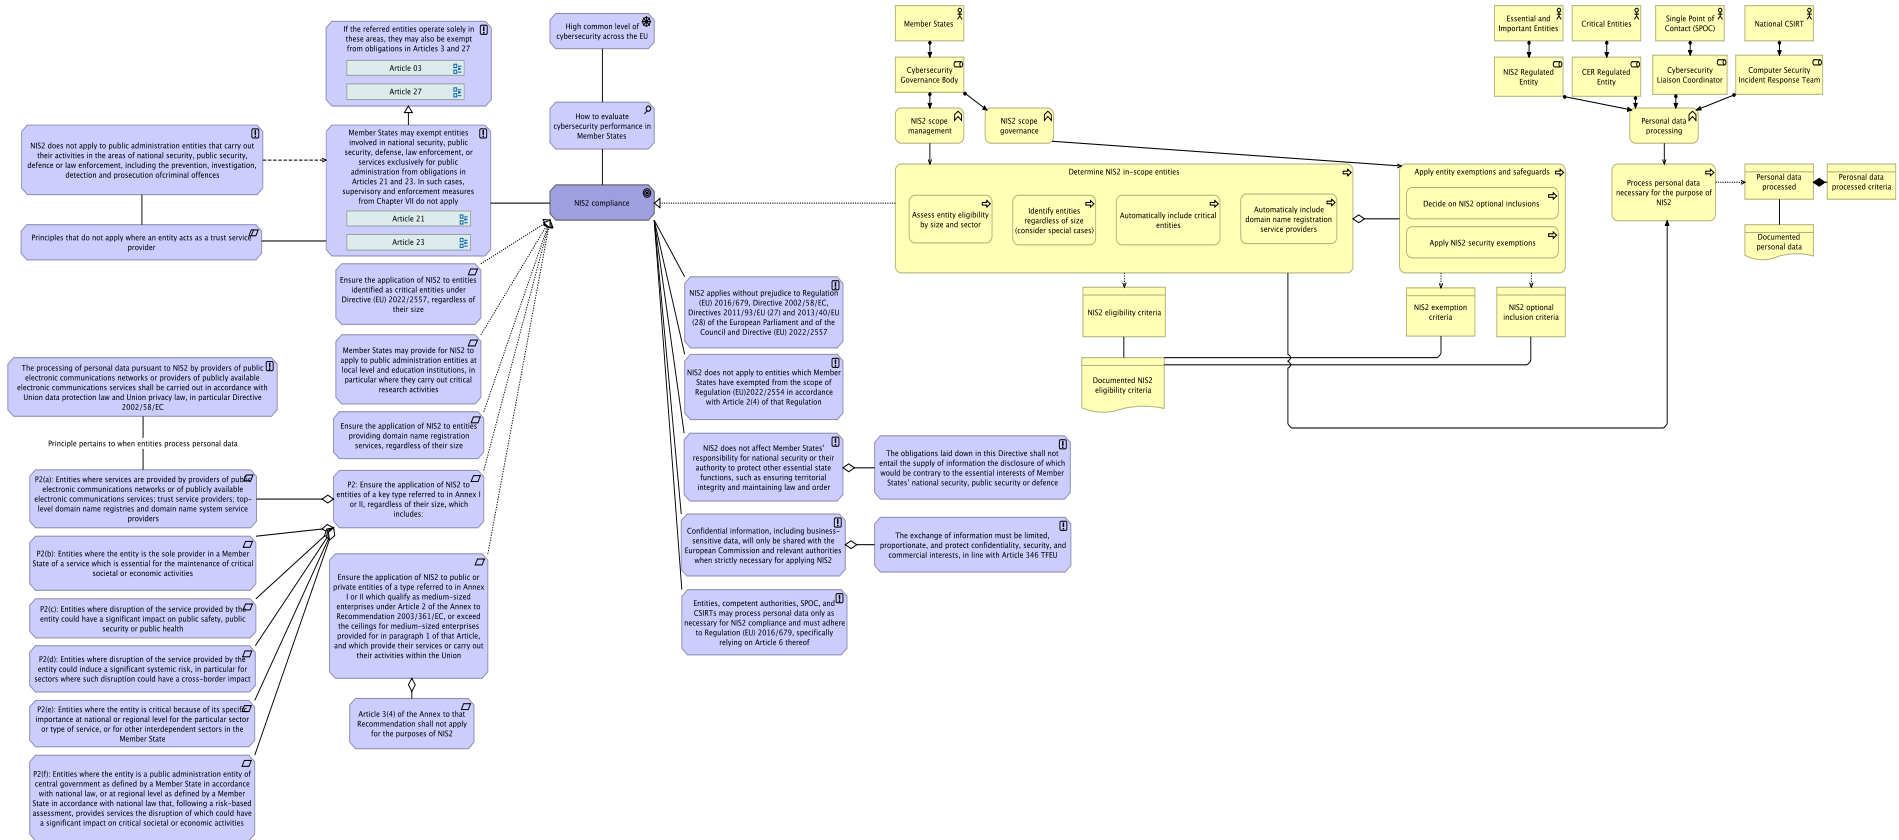 If the referred entities operate solely in
these areas, they may also be exempt
from obligations in Articles 3 and 27
Article 03
Article 27
High common level of
cybersecurity across the EU
How to evaluate
cybersecurity performance in
Member States
NIS2 compliance
NIS2 does not apply to public administration entities that carry out
their activities in the areas of national security, public security,
defence or law enforcement, including the prevention, investigation,
detection and prosecution ofcriminal offences
Member States may exempt entities
involved in national security, public
security, defense, law enforcement, or
services exclusively for public
administration from obligations in
Articles 21 and 23. In such cases,
supervisory and enforcement measures
from Chapter VII do not apply
Article 21
Article 23
Principles that do not apply where an entity acts as a trust service
provider
Ensure the application of NIS2 to entities
identified as critical entities under
Directive (EU) 2022/2557, regardless of
their size
Member States may provide for NIS2 to
apply to public administration entities at
local level and education institutions, in
particular where they carry out critical
research activities
Ensure the application of NIS2 to entities
providing domain name registration
services, regardless of their size
P2: Ensure the application of NIS2 to
entities of a key type referred to in Annex I
or II, regardless of their size, which
includes:
Ensure the application of NIS2 to public or
private entities of a type referred to in Annex
I or II which qualify as medium-sized
enterprises under Article 2 of the Annex to
Recommendation 2003/361/EC, or exceed
the ceilings for medium-sized enterprises
provided for in paragraph 1 of that Article,
and which provide their services or carry out
their activities within the Union
Article 3(4) of the Annex to that
Recommendation shall not apply
for the purposes of NIS2
The processing of personal data pursuant to NIS2 by providers of public
electronic communications networks or providers of publicly available
electronic communications services shall be carried out in accordance with
Union data protection law and Union privacy law, in particular Directive
2002/58/EC
Principle pertains to when entities process personal data
P2(a): Entities where services are provided by providers of public
electronic communications networks or of publicly available
electronic communications services; trust service providers; top-
level domain name registries and domain name system service
providers
P2(b): Entities where the entity is the sole provider in a Member
State of a service which is essential for the maintenance of critical
societal or economic activities
P2(c): Entities where disruption of the service provided by the
entity could have a significant impact on public safety, public
security or public health
P2(d): Entities where disruption of the service provided by the
entity could induce a significant systemic risk, in particular for
sectors where such disruption could have a cross-border impact
P2(e): Entities where the entity is critical because of its specific
importance at national or regional level for the particular sector
or type of service, or for other interdependent sectors in the
Member State
P2(f): Entities where the entity is a public administration entity of
central government as defined by a Member State in accordance
with national law, or at regional level as defined by a Member
State in accordance with national law that, following a risk-based
assessment, provides services the disruption of which could have
a significant impact on critical societal or economic activities
NIS2 applies without prejudice to Regulation
(EU) 2016/679, Directive 2002/58/EC,
Directives 2011/93/EU (27) and 2013/40/EU
(28) of the European Parliament and of the
Council and Directive (EU) 2022/2557
NIS2 does not apply to entities which Member
States have exempted from the scope of
Regulation (EU)2022/2554 in accordance
with Article 2(4) of that Regulation
NIS2 does not affect Member States'
responsibility for national security or their
authority to protect other essential state
functions, such as ensuring territorial
integrity and maintaining law and order
The obligations laid down in this Directive shall not
entail the supply of information the disclosure of which
would be contrary to the essential interests of Member
States' national security, public security or defence
Confidential information, including business-
sensitive data, will only be shared with the
European Commission and relevant authorities
when strictly necessary for applying NIS2
The exchange of information must be limited,
proportionate, and protect confidentiality, security, and
commercial interests, in line with Article 346 TFEU
Entities, competent authorities, SPOC, and
CSIRTs may process personal data only as
necessary for NIS2 compliance and must adhere
to Regulation (EU) 2016/679, specifically
relying on Article 6 thereof
Member States
Cybersecurity
Governance Body
NIS2 scope
management
NIS2 scope
governance
Determine NIS2 in-scope entities
Assess entity eligibility
by size and sector
Identify entities
regardless of size
(consider special cases)
Automatically include critical
entities
Automaticaly include
domain name registration
service providers
Apply entity exemptions and safeguards
Decide on NIS2 optional inclusions
Apply NIS2 security exemptions
NIS2 eligibility criteria
NIS2 exemption
criteria
NIS2 optional
inclusion criteria
Documented NIS2
eligibility criteria
Essential and
Important Entities
Critical Entities
Single Point of
Contact (SPOC)
National CSIRT
NIS2 Regulated
Entity
CER Regulated
Entity
Cybersecurity
Liaison Coordinator
Computer Security
Incident Response Team
Personal data
processing
Process personal data
necessary for the purpose of
NIS2
Personal data
processed
Perosnal data
processed criteria
Documented
personal data